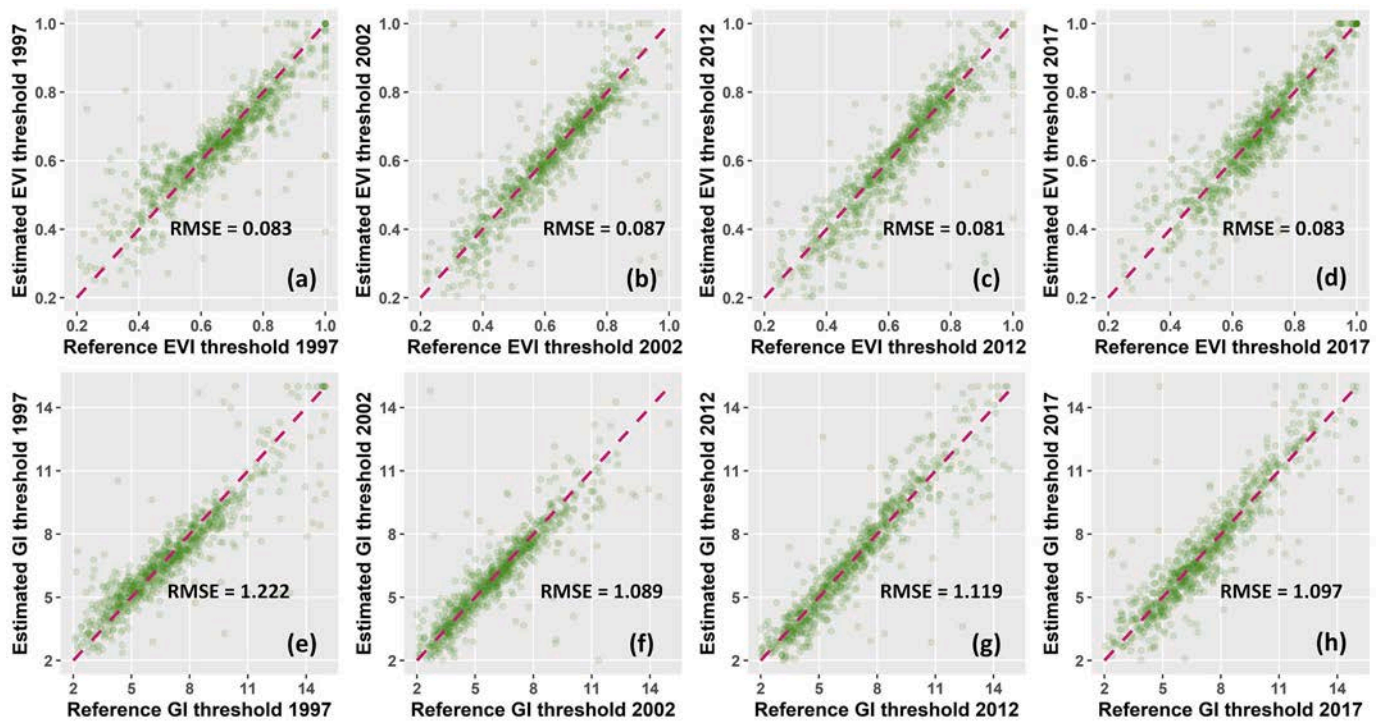 Estimated EVI threshold 1997
1.0
0.8
0.6
0.4
0.2
RMSE = 0.083
(a)
0.2 0.4 0.6 0.8 1.0
Reference EVI threshold 1997
Estimated EVI threshold 2002
1.0
0.8
0.6
0.4
0.2
RMSE = 0.087
(b)
0.2 0.4 0.6 0.8 1.0
Reference EVI threshold 2002
Estimated EVI threshold 2012
1.0
0.8
0.6
0.4
0.2
RMSE = 0.081
(c)
0.2 0.4 0.6 0.8 1.0
Reference EVI threshold 2012
Estimated EVI threshold 2017
1.0
0.8
0.6
0.4
0.2
RMSE = 0.083
(d)
0.2 0.4 0.6 0.8 1.0
Reference EVI threshold 2017
Estimated GI threshold 1997
14
11
8
5
2
RMSE = 1.222
(e)
2 5 8 11 14
Reference GI threshold 1997
Estimated GI threshold 2002
14
11
8
5
2
RMSE = 1.089
(f)
2 5 8 11 14
Reference GI threshold 2002
Estimated GI threshold 2012
14
11
8
5
2
RMSE = 1.119
(g)
2 5 8 11 14
Reference GI threshold 2012
Estimated GI threshold 2017
14
11
8
5
2
RMSE = 1.097
(h)
2 5 8 11 14
Reference GI threshold 2017